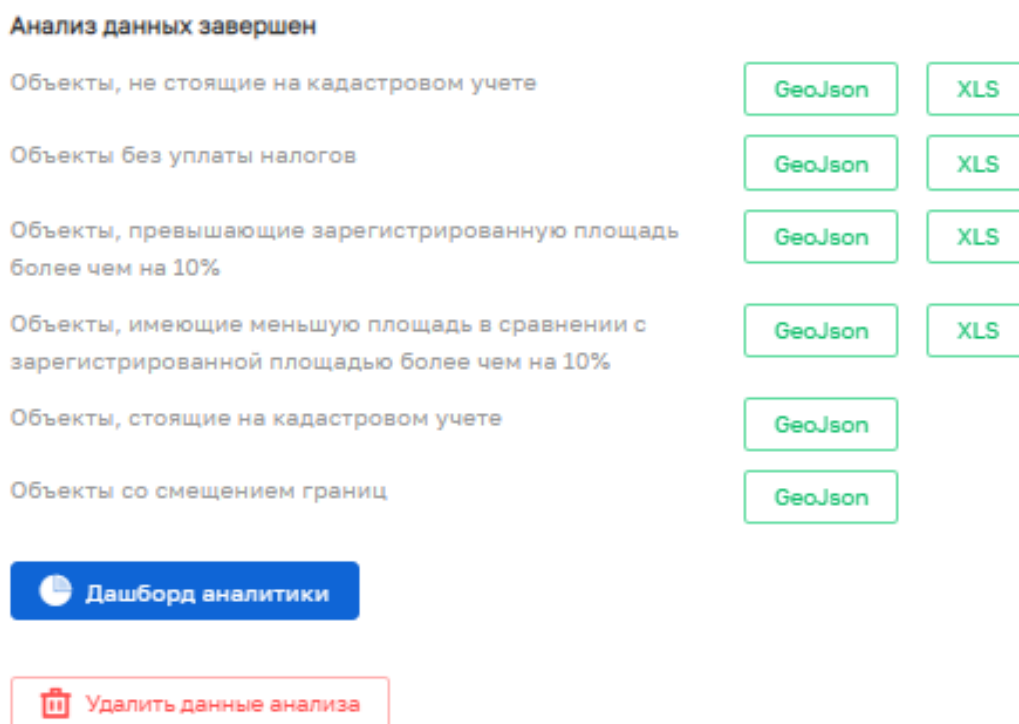 Анализ данных завершен
Объекты, не стоящие на кадастровом учете GeoJson XLS
Объекты без уплаты налогов GeoJson XLS
Объекты, превышающие зарегистрированную площадь GeoJson XLS
более чем на 10%
Объекты, имеющие меньшую площадь в сравнении с GeoJson XLS
зарегистрированной площадью более чем на 10%
Объекты, стоящие на кадастровом учете GeoJson
Объекты со смещением границ GeoJson
Дашборд аналитики
Удалить данные анализа